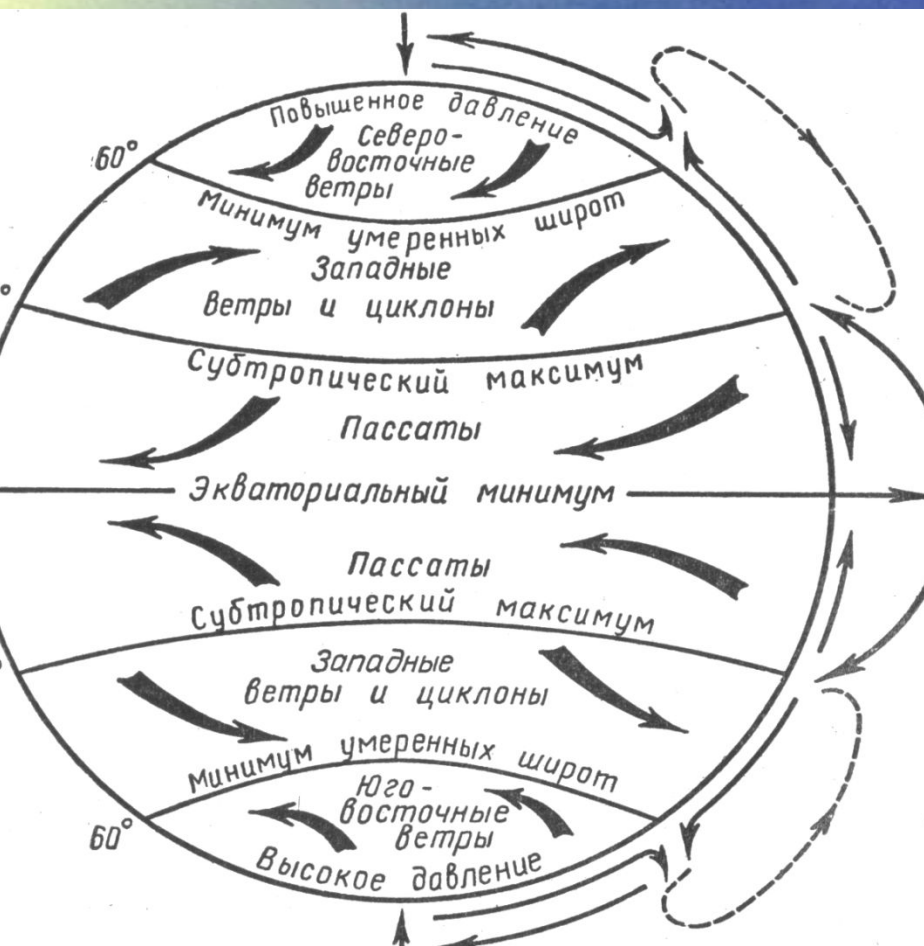 Повышенное давление
Северо-
восточные
ветры
60°
Минимум умеренных широт
Западные
ветры и циклоны
°
Субтропический максимум
Пассаты
Экваториальный минимум
Пассаты
Субтропический максимум
Западные
ветры и циклоны
Минимум умеренных широт
Юго-
восточные
ветры
60°
Высокое давление